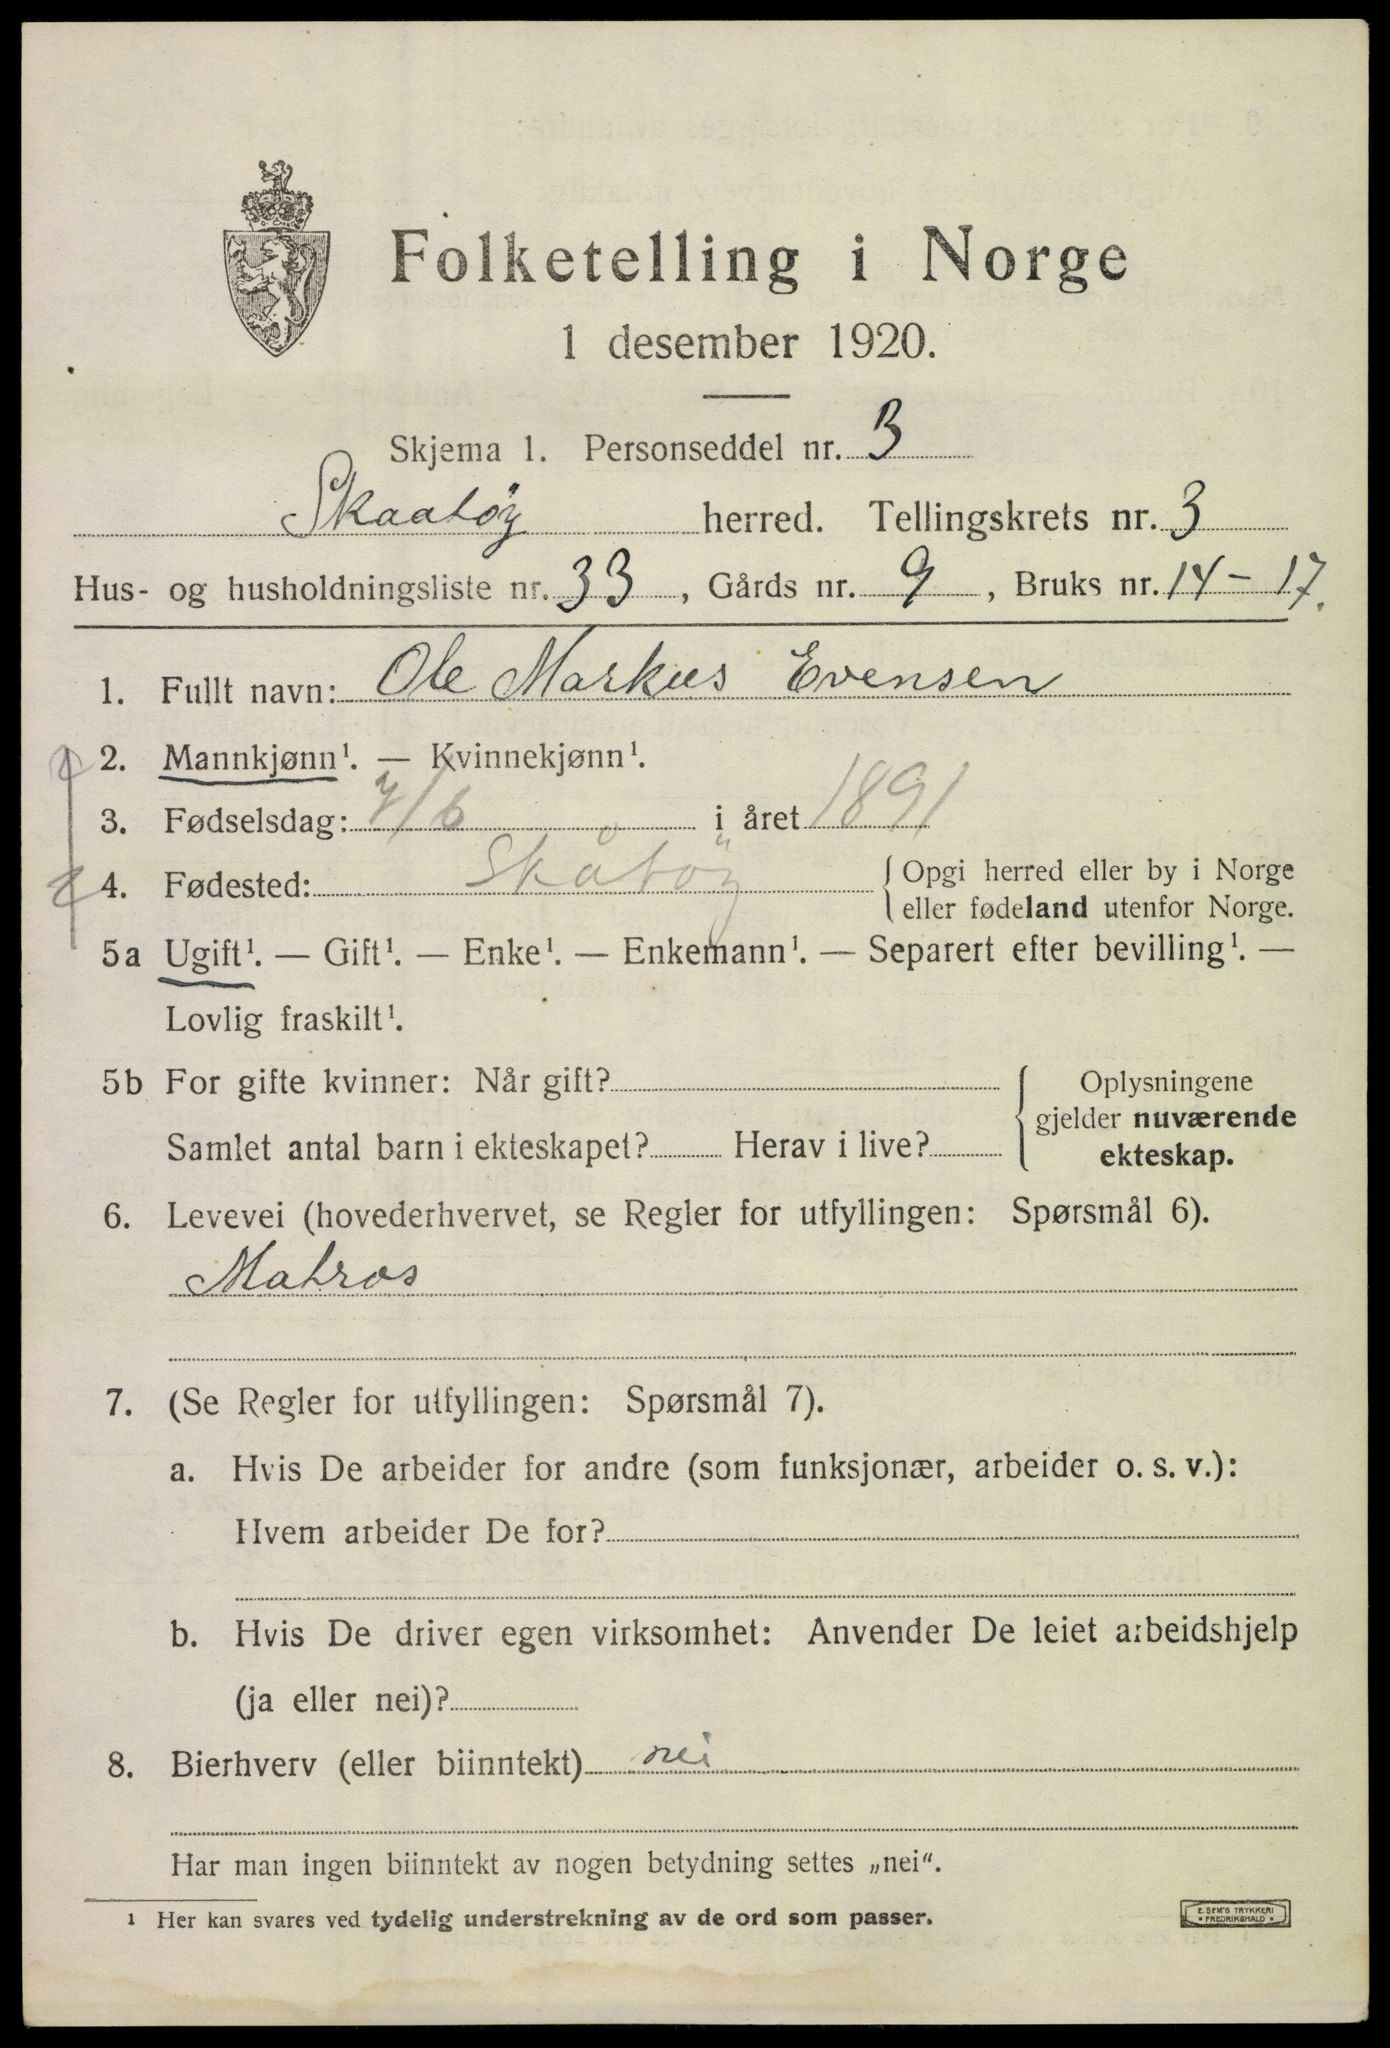 Folketelling i Norge
1 desember 1920.
Skjema 1. Personseddel nr. 3
Skaatöy herred. Tellingskrets nr. 3
Hus- og husholdningsliste nr. 33, Gårds nr. 9, Bruks nr. 14-17.
1. Fullt navn: Ole Markus Evensen
2. Mannkjønn¹. — Kvinnekjønn¹.
3. Fødselsdag: 7/6 i året 1891
4. Fødested: Skåtöy { Opgi herred eller by i Norge
eller fødeland utenfor Norge.
5a Ugift¹. — Gift¹. — Enke¹. — Enkemann¹. — Separert efter bevilling¹. —
Lovlig fraskilt¹.
5b For gifte kvinner: Når gift? { Oplysningene
gjelder nuværende
Samlet antal barn i ekteskapet? Herav i live? ekteskap.
6. Levevei (hovederhvervet, se Regler for utfyllingen: Spørsmål 6).
Matros
7. (Se Regler for utfyllingen: Spørsmål 7).
a. Hvis De arbeider for andre (som funksjonær, arbeider o. s. v.):
Hvem arbeider De for?
b. Hvis De driver egen virksomhet: Anvender De leiet arbeidshjelp
(ja eller nei)?
8. Bierhverv (eller biinntekt) nei
Har man ingen biinntekt av nogen betydning settes „nei“.
¹ Her kan svares ved tydelig understrekning av de ord som passer.
E. SEM'S TRYKKERI
* FREDRIKSHALD *